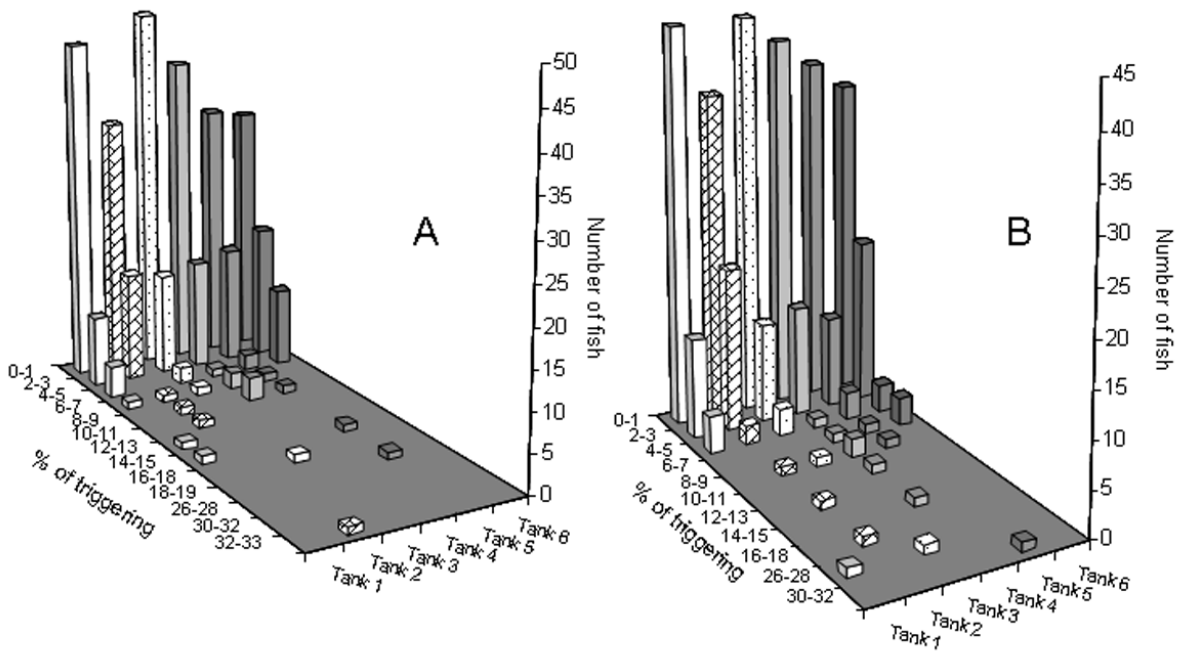 A
50
45
40
35
30
25
20
15
10
5
0
Number of fish
0-1
2-3
4-5
6-7
8-9
10-11
12-13
14-15
16-18
18-19
26-28
30-32
32-33
% of triggering
Tank 1
Tank 2
Tank 3
Tank 4
Tank 5
Tank 6
B
45
40
35
30
25
20
15
10
5
0
Number of fish
0-1
2-3
4-5
6-7
8-9
10-11
12-13
14-15
16-18
26-28
30-32
% of triggering
Tank 1
Tank 2
Tank 3
Tank 4
Tank 5
Tank 6